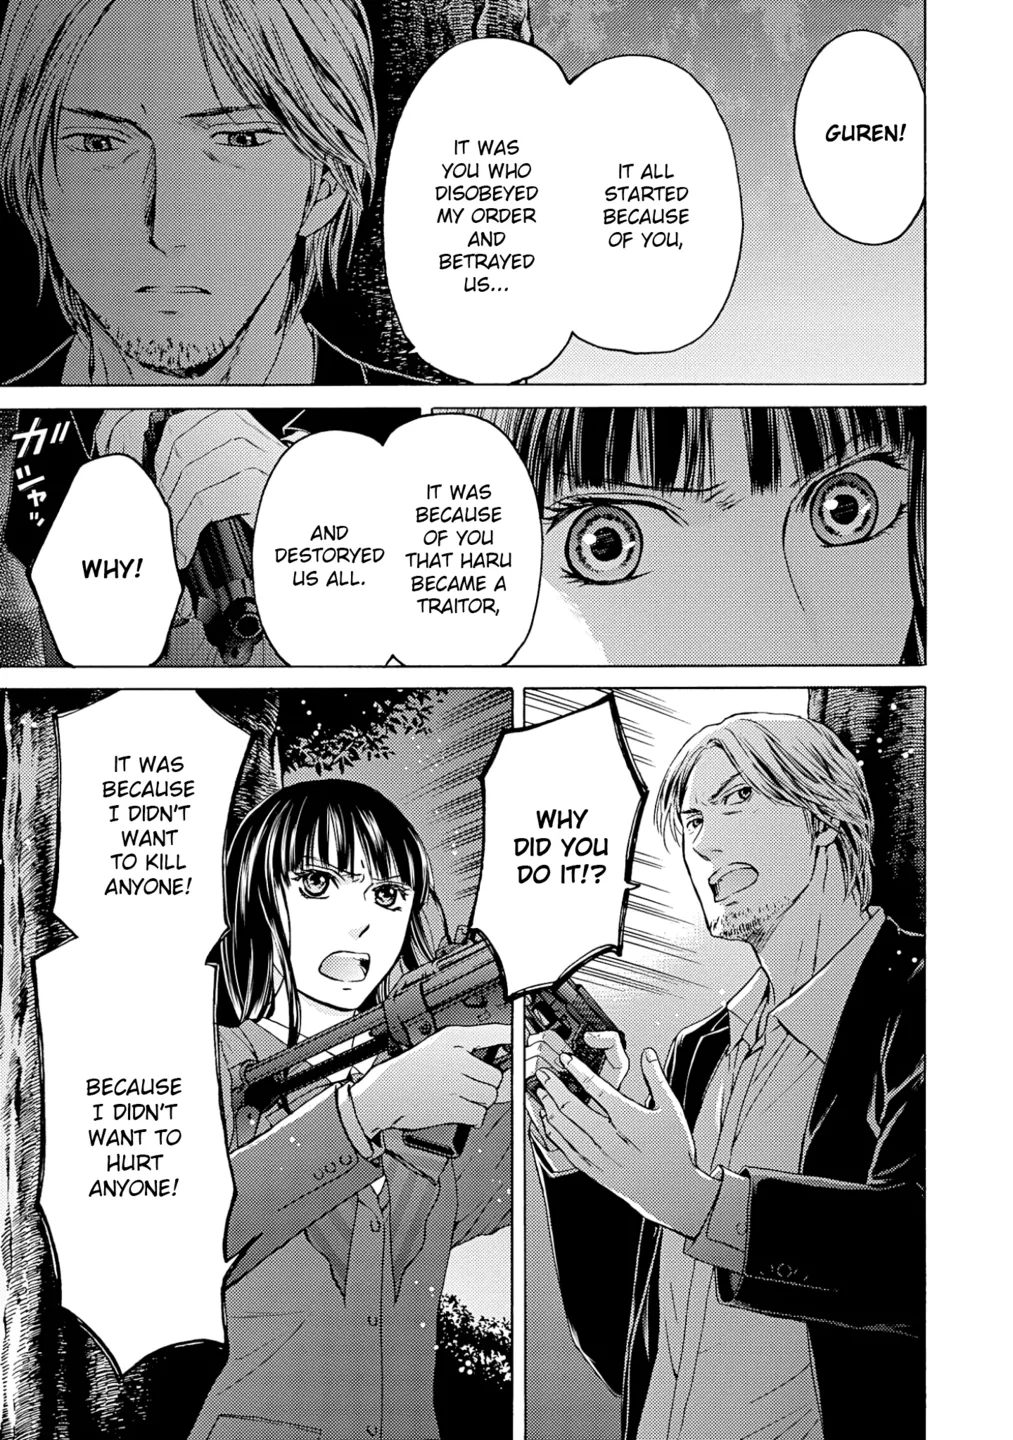 GUREN!
IT ALL
STARTED
BECAUSE
OF YOU,
IT WAS
YOU WHO
DISOBEYED
MY ORDER
AND
BETRAYED
US...
IT WAS
BECAUSE
OF YOU
THAT HARU
BECAME A
TRAITOR,
AND
DESTORYED
US ALL.
WHY!
ガシャッ
WHY
DID YOU
DO IT!?
IT WAS
BECAUSE
I DIDN'T
WANT
TO KILL
ANYONE!
BECAUSE
I DIDN'T
WANT TO
HURT
ANYONE!